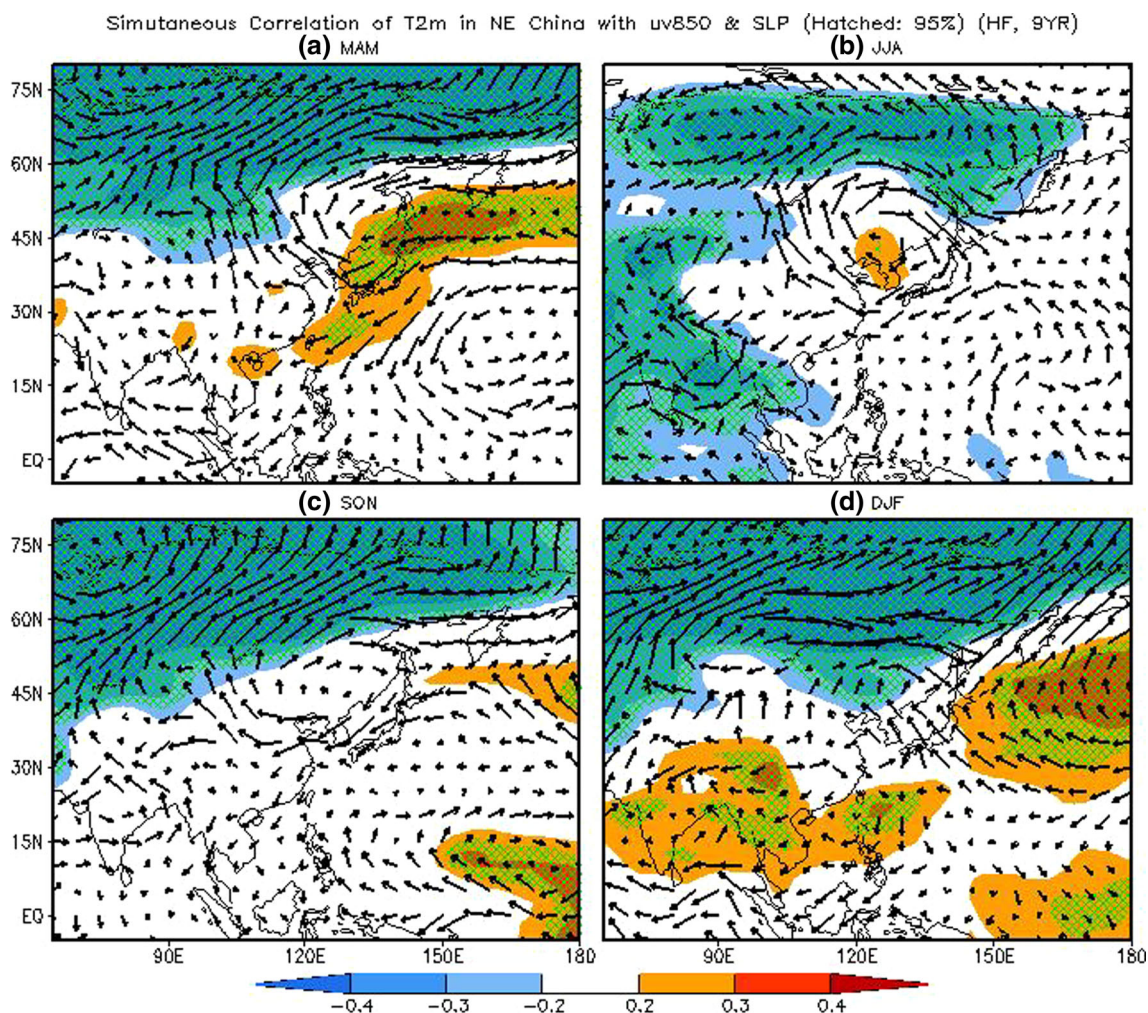 Simutaneous Correlation of T2m in NE China with uv850 & SLP (Hatched: 95%) (HF, 9YR)
(a) MAM
(b) JJA
75N
60N
45N
30N
15N
EQ
(c) SON
(d) DJF
75N
60N
45N
30N
15N
EQ
90E 120E 150E 180
90E 120E 150E 180
-0.4 -0.3 -0.2 0.2 0.3 0.4